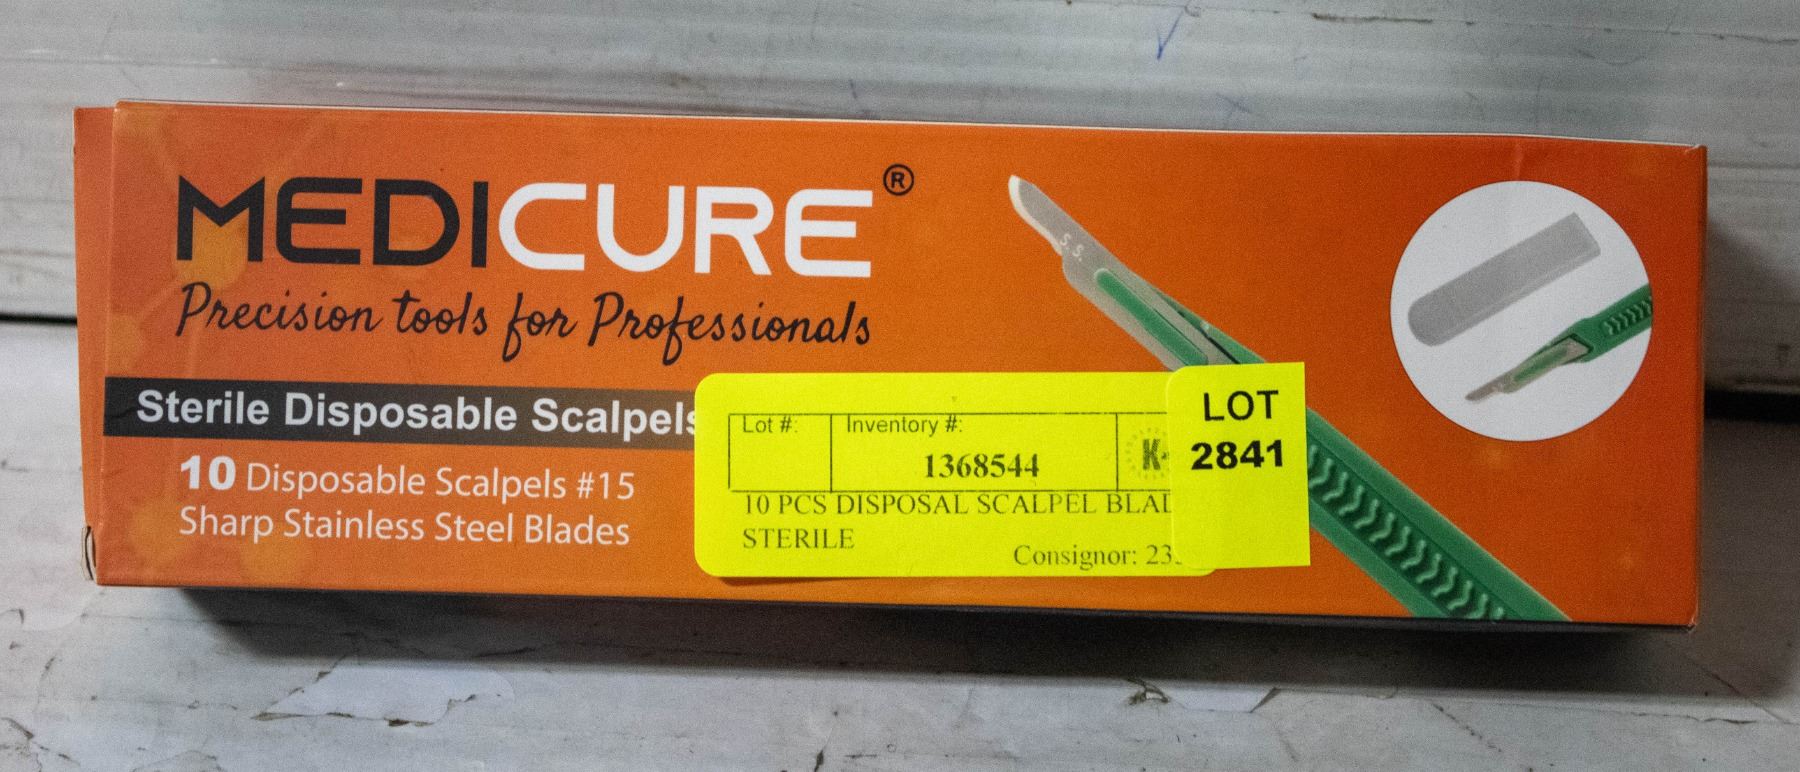 MEDICURE®
Precision tools for Professionals
Sterile Disposable Scalpels
10 Disposable Scalpels #15
Sharp Stainless Steel Blades
S.S.
Lot #:
Inventory #:
1368544
K
10 PCS DISPOSAL SCALPEL
STERILE
Consignor:
LOT
2841